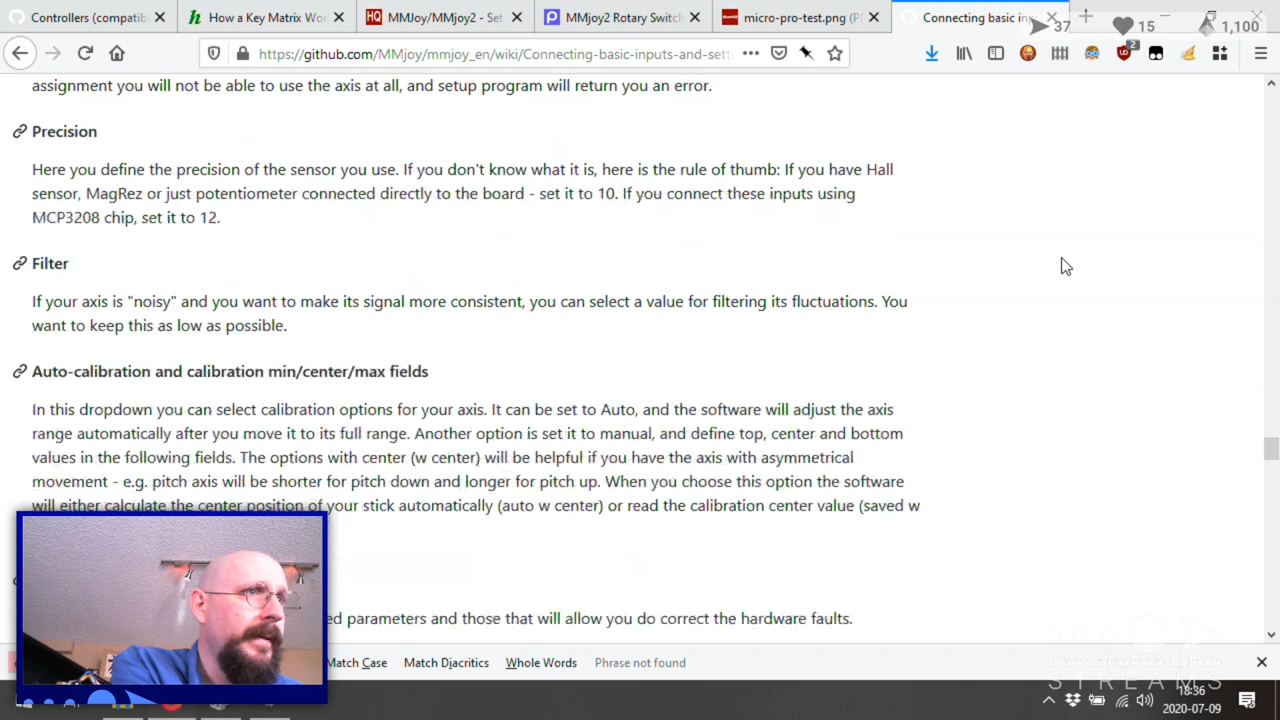 Controllers (compatib
How a Key Matrix Wor
MMJoy/MMjoy2 - Set
MMjoy2 Rotary Switch
micro-pro-test.png (P
Connecting basic in
37
15
1,100
https://github.com/MMjoy/mmjoy_en/wiki/Connecting-basic-inputs-and-sett
2
assignment you will not be able to use the axis at all, and setup program will return you an error.
Precision
Here you define the precision of the sensor you use. If you don't know what it is, here is the rule of thumb: If you have Hall
sensor, MagRez or just potentiometer connected directly to the board - set it to 10. If you connect these inputs using
MCP3208 chip, set it to 12.
Filter
If your axis is "noisy" and you want to make its signal more consistent, you can select a value for filtering its fluctuations. You
want to keep this as low as possible.
Auto-calibration and calibration min/center/max fields
In this dropdown you can select calibration options for your axis. It can be set to Auto, and the software will adjust the axis
range automatically after you move it to its full range. Another option is set it to manual, and define top, center and bottom
values in the following fields. The options with center (w center) will be helpful if you have the axis with asymmetrical
movement - e.g. pitch axis will be shorter for pitch down and longer for pitch up. When you choose this option the software
will either calculate the center position of your stick automatically (auto w center) or read the calibration center value (saved w
ed parameters and those that will allow you do correct the hardware faults.
Match Case
Match Diacritics
Whole Words
Phrase not found
LoadingReadyRun
STREAMS
18:36
2020-07-09